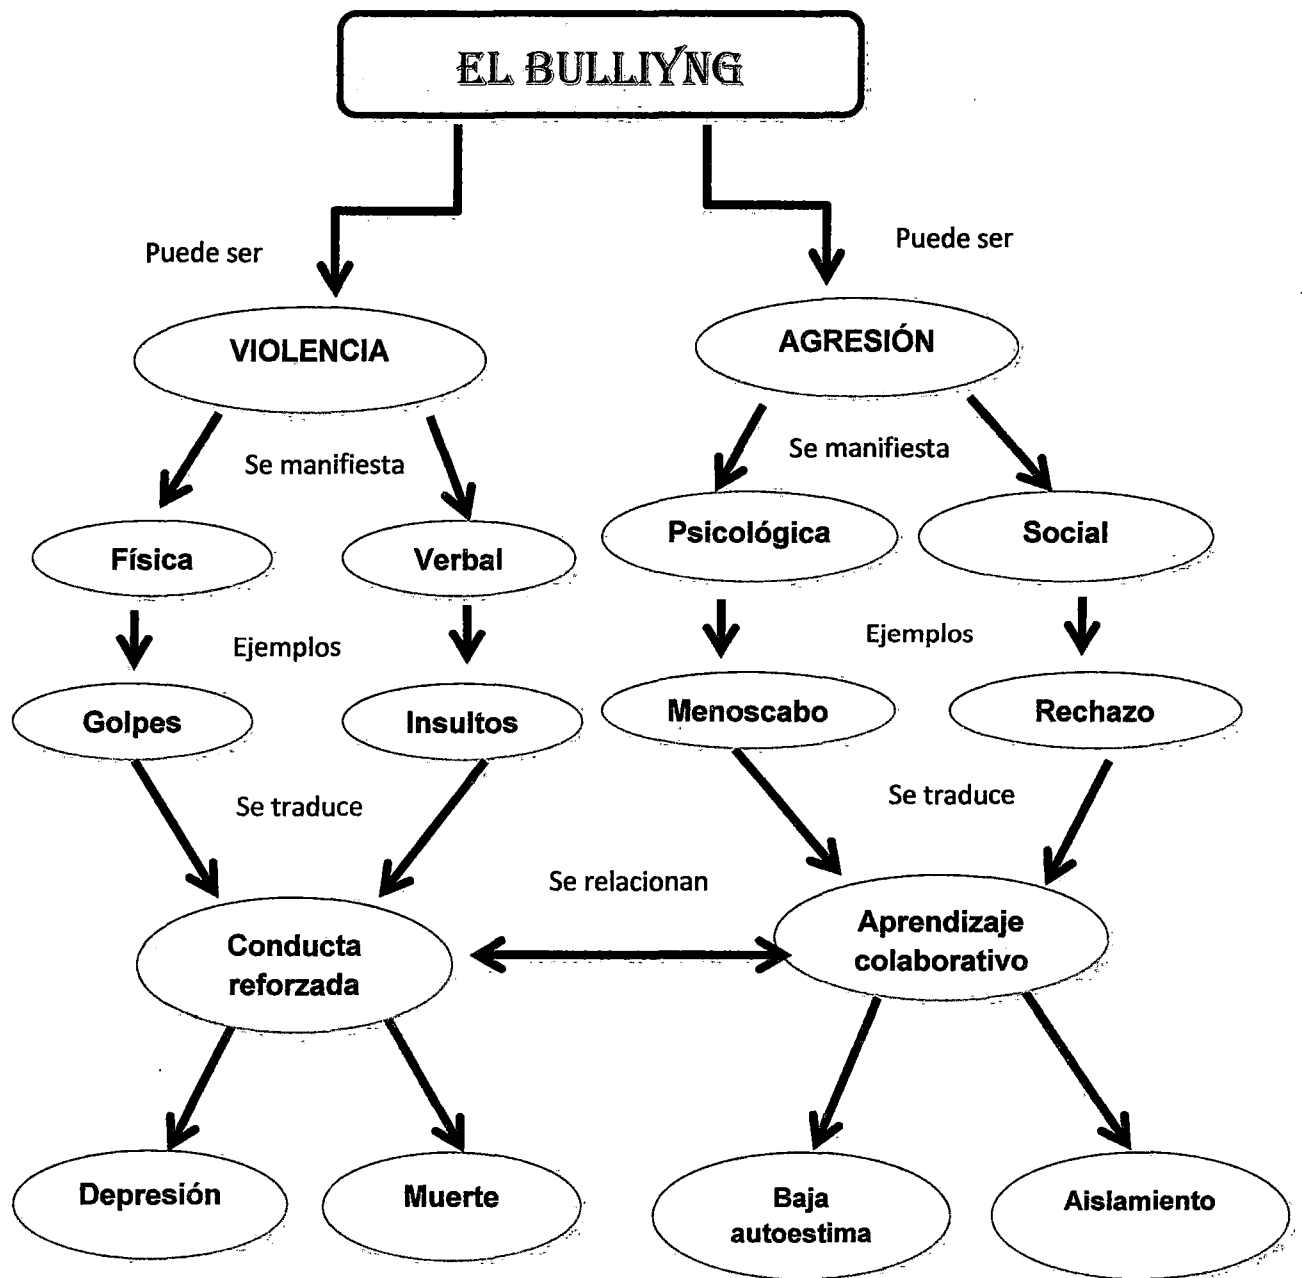 EL BULLIYNG
Puede ser
Puede ser
VIOLENCIA
AGRESIÓN
Se manifiesta
Se manifiesta
Física
Verbal
Psicológica
Social
Ejemplos
Ejemplos
Golpes
Insultos
Menoscabo
Rechazo
Se traduce
Se traduce
Se relacionan
Conducta
reforzada
Aprendizaje
colaborativo
Depresión
Muerte
Baja
autoestima
Aislamiento